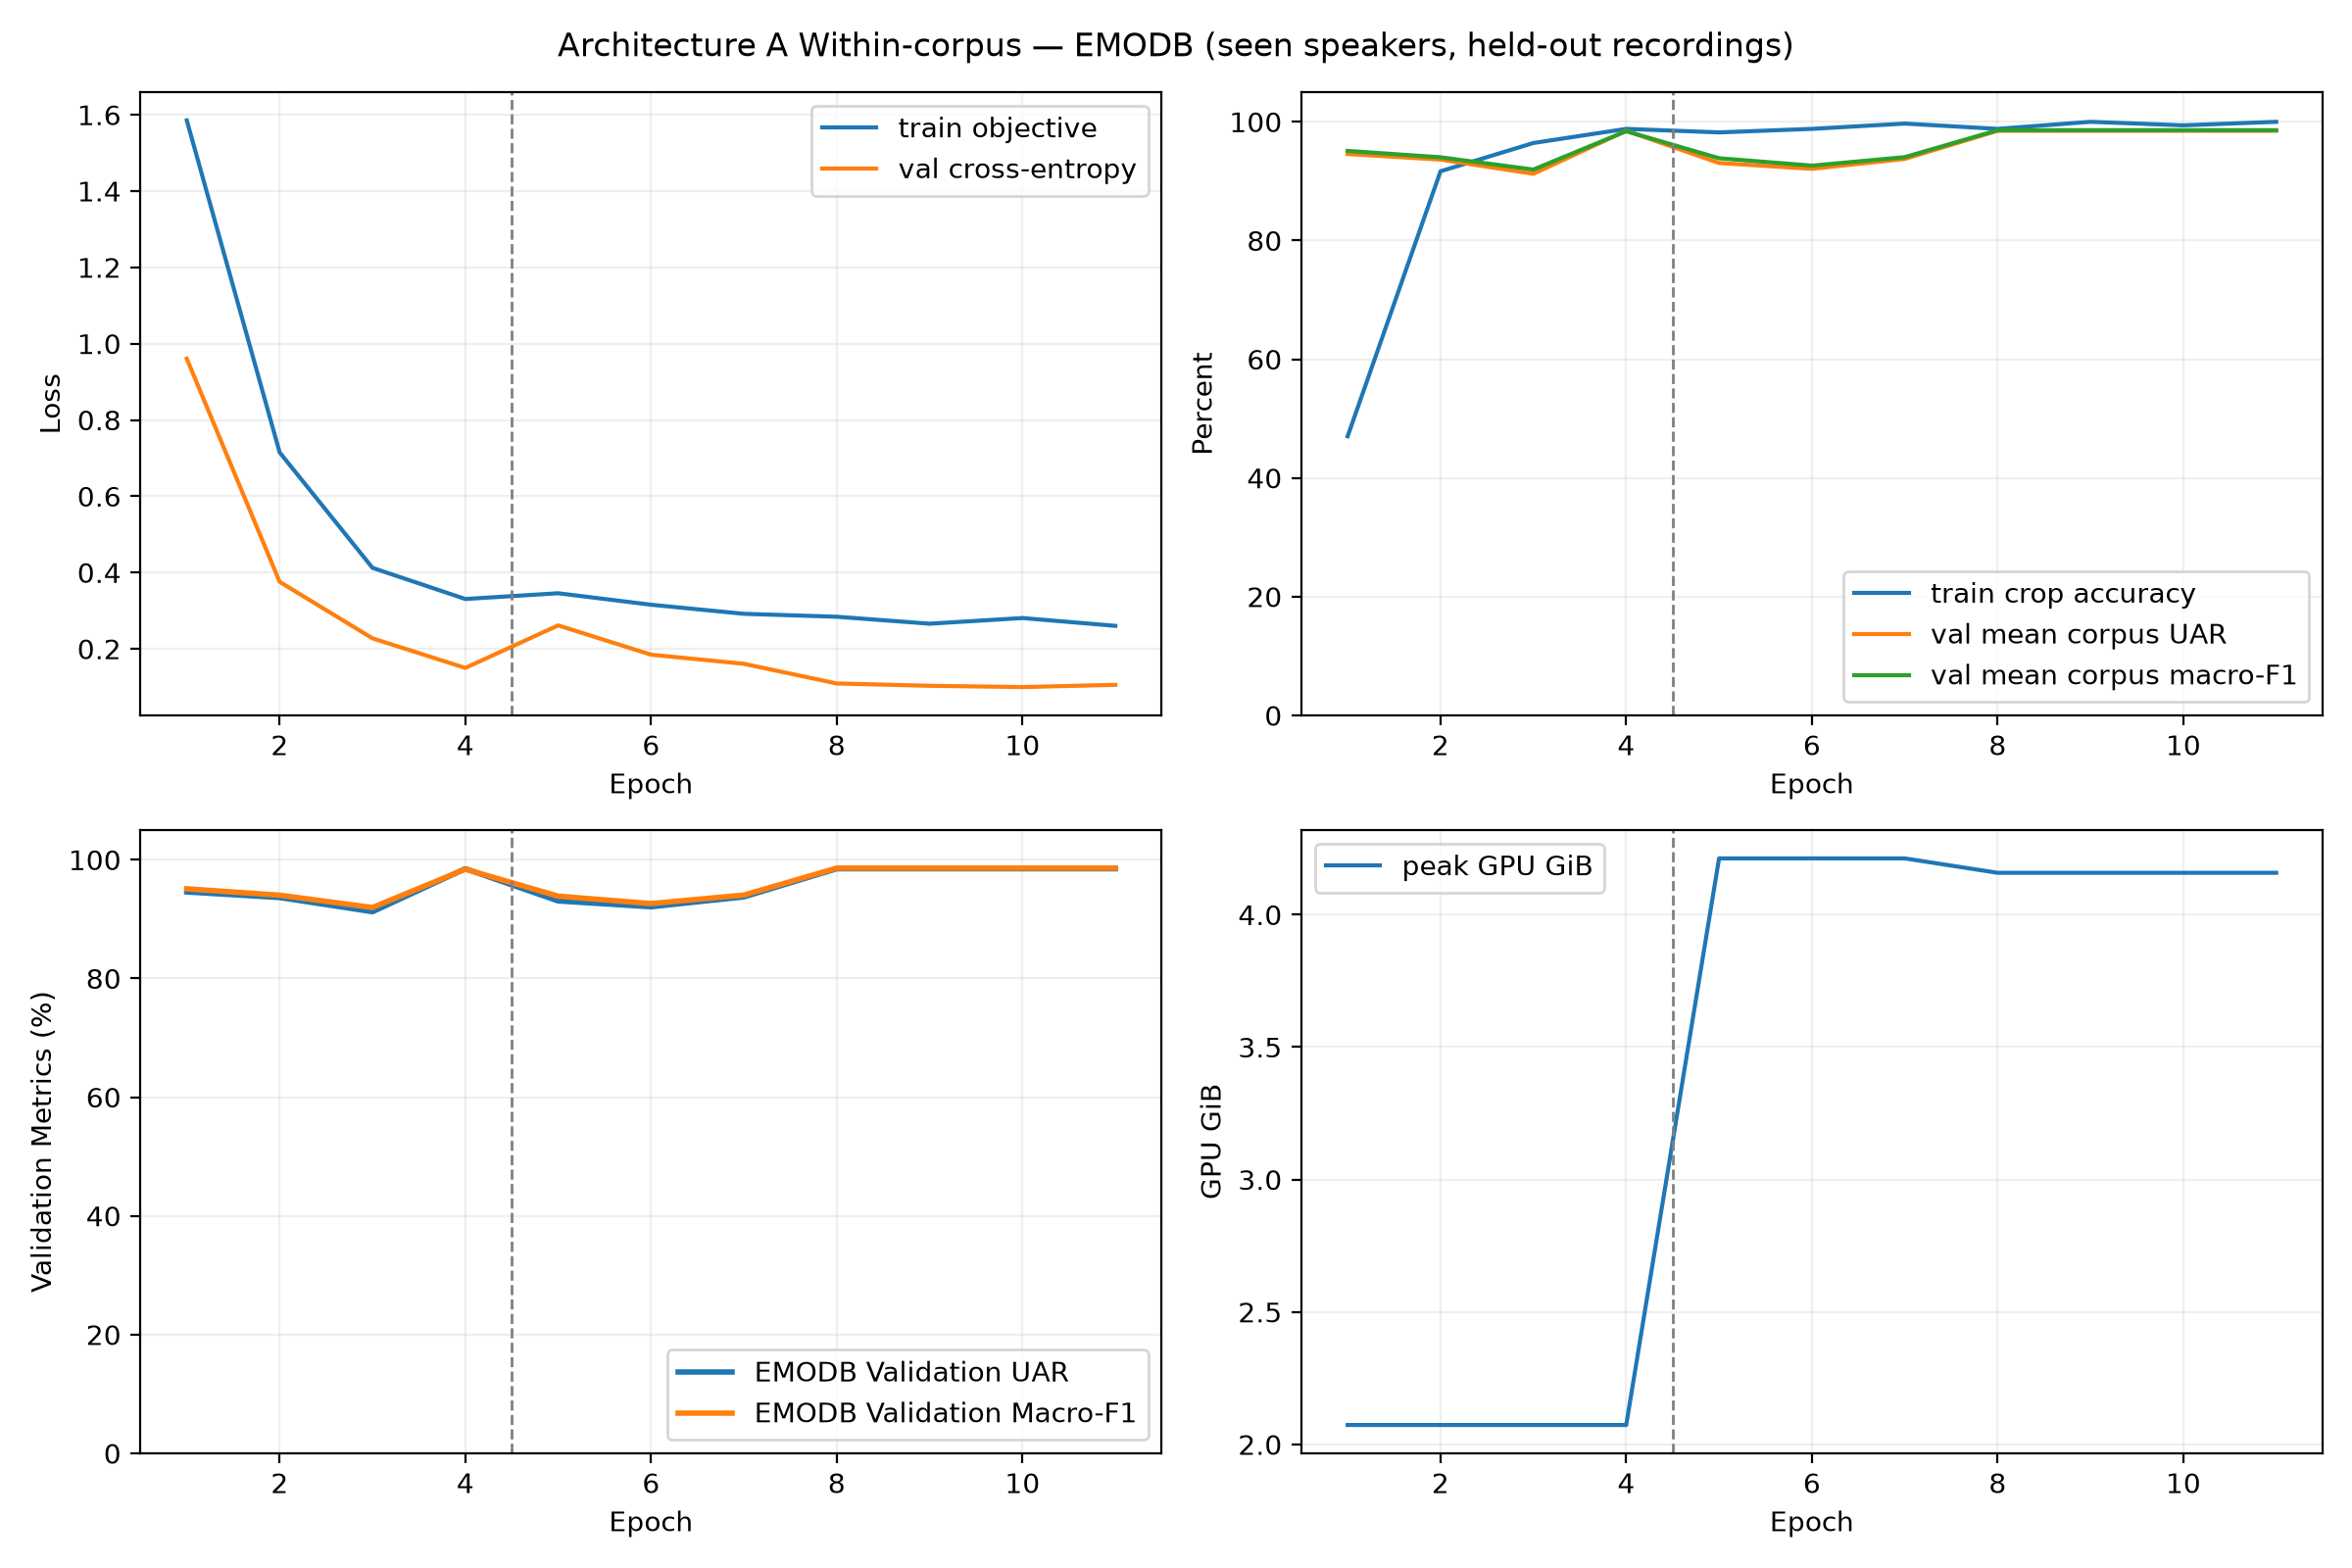 Architecture A Within-corpus — EMODB (seen speakers, held-out recordings)
Loss
1.6
1.4
1.2
1.0
0.8
0.6
0.4
0.2
train objective
val cross-entropy
2 4 6 8 10
Epoch
Percent
100
80
60
40
20
0
train crop accuracy
val mean corpus UAR
val mean corpus macro-F1
2 4 6 8 10
Epoch
Validation Metrics (%)
100
80
60
40
20
0
EMODB Validation UAR
EMODB Validation Macro-F1
2 4 6 8 10
Epoch
GPU GiB
peak GPU GiB
4.0
3.5
3.0
2.5
2.0
2 4 6 8 10
Epoch